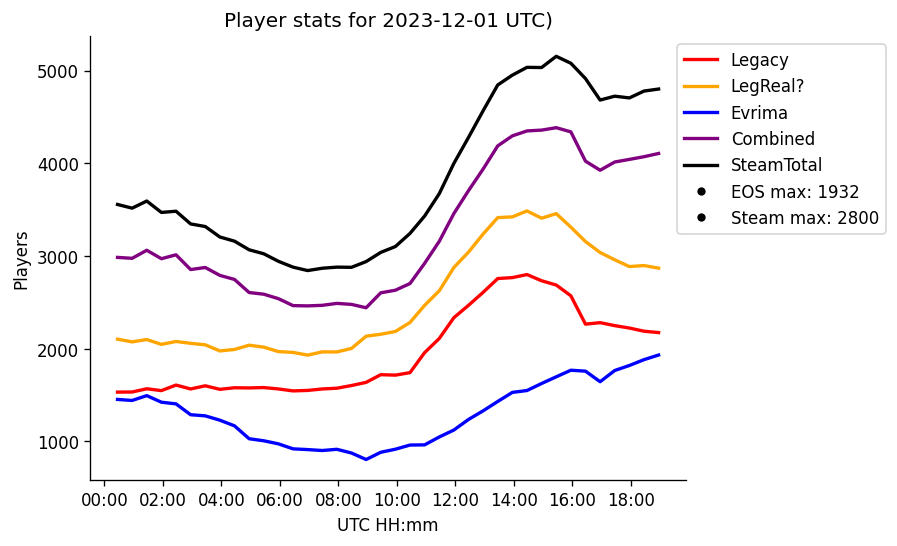 Player stats for 2023-12-01 UTC)
Players
5000
4000
3000
2000
1000
00:00 02:00 04:00 06:00 08:00 10:00 12:00 14:00 16:00 18:00
UTC HH:mm
Legacy
LegReal?
Evrima
Combined
SteamTotal
EOS max: 1932
Steam max: 2800